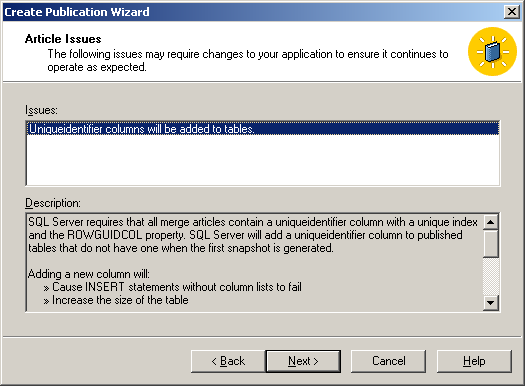 Create Publication Wizard
Article Issues
The following issues may require changes to your application to ensure it continues to
operate as expected.
Issues:
Uniqueidentifier columns will be added to tables.
Description:
SQL Server requires that all merge articles contain a uniqueidentifier column with a unique index
and the ROWGUIDCOL property. SQL Server will add a uniqueidentifier column to published
tables that do not have one when the first snapshot is generated.
Adding a new column will:
» Cause INSERT statements without column lists to fail
» Increase the size of the table
< Back
Next >
Cancel
Help